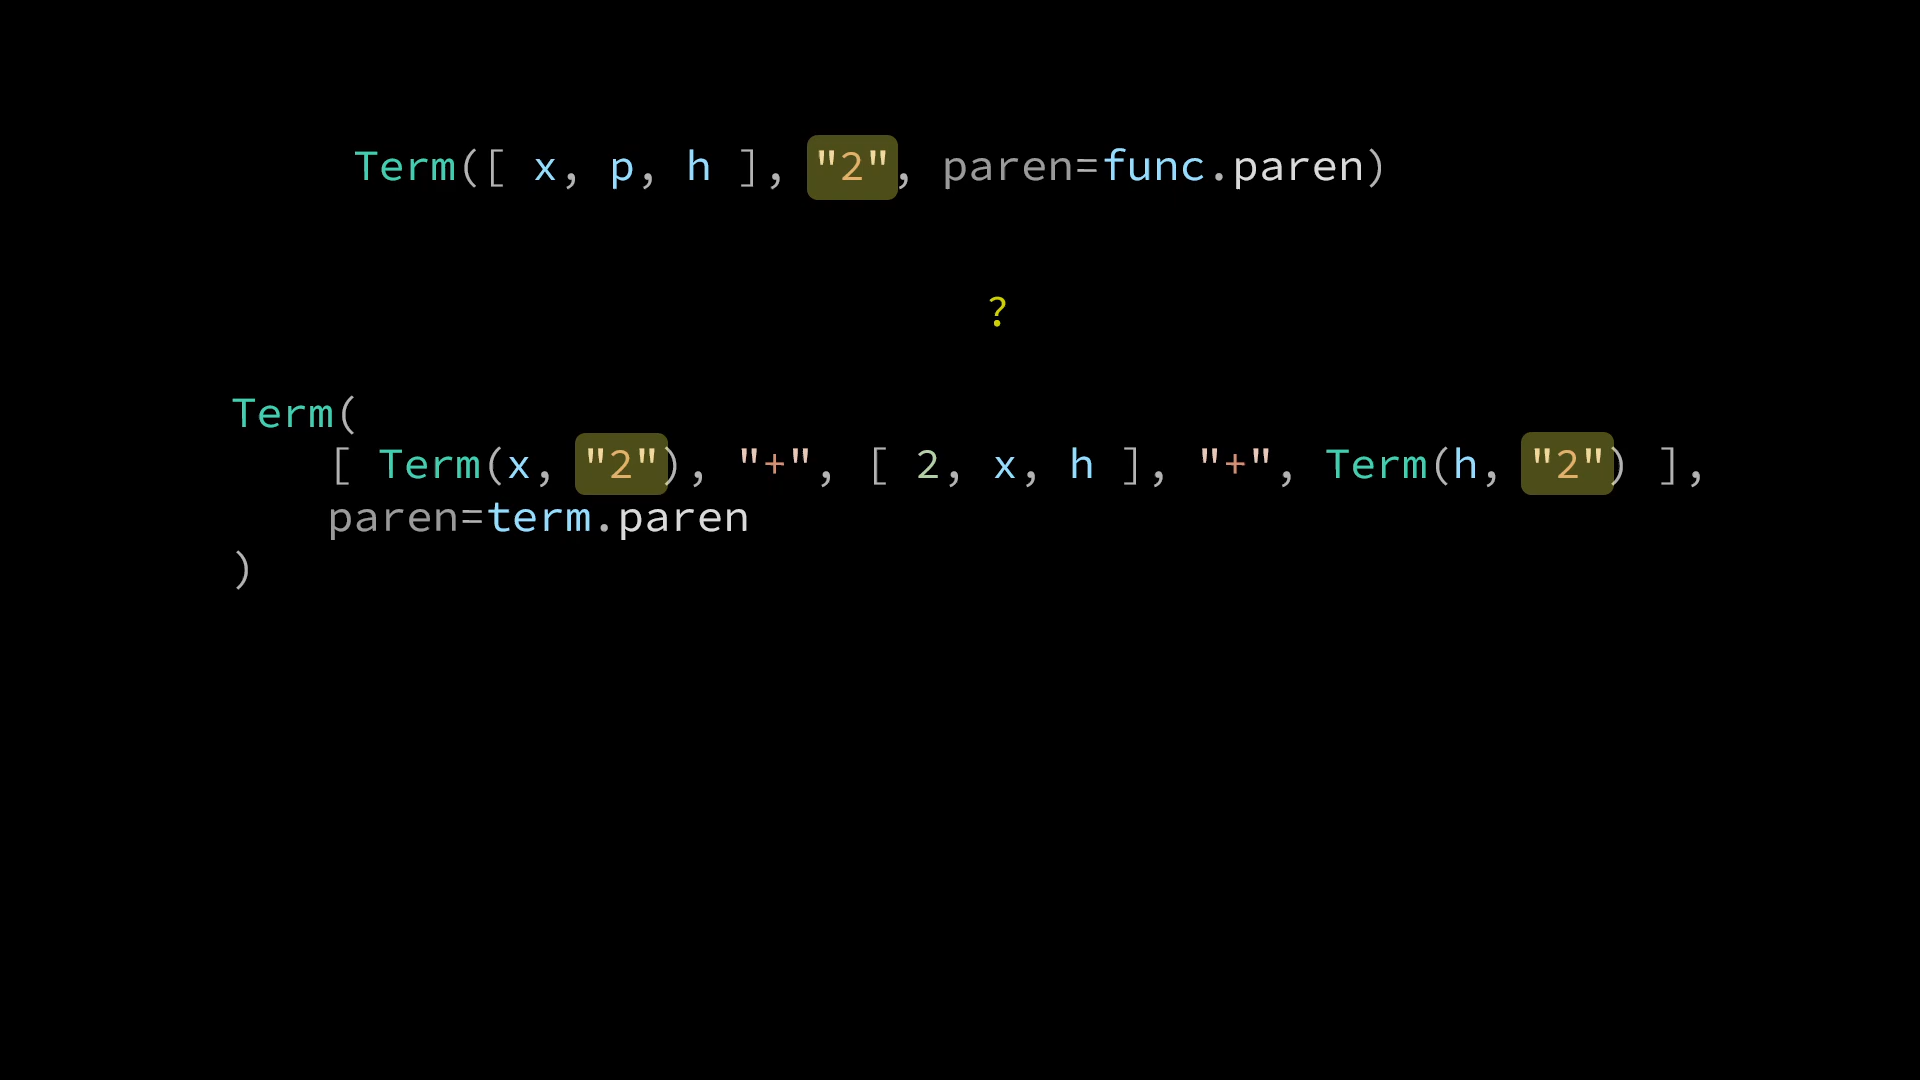 Term([ x, p, h ], "2", paren=func.paren)
?
Term(
[ Term(x, "2"), "+", [ 2, x, h ], "+", Term(h, "2") ],
paren=term.paren
)